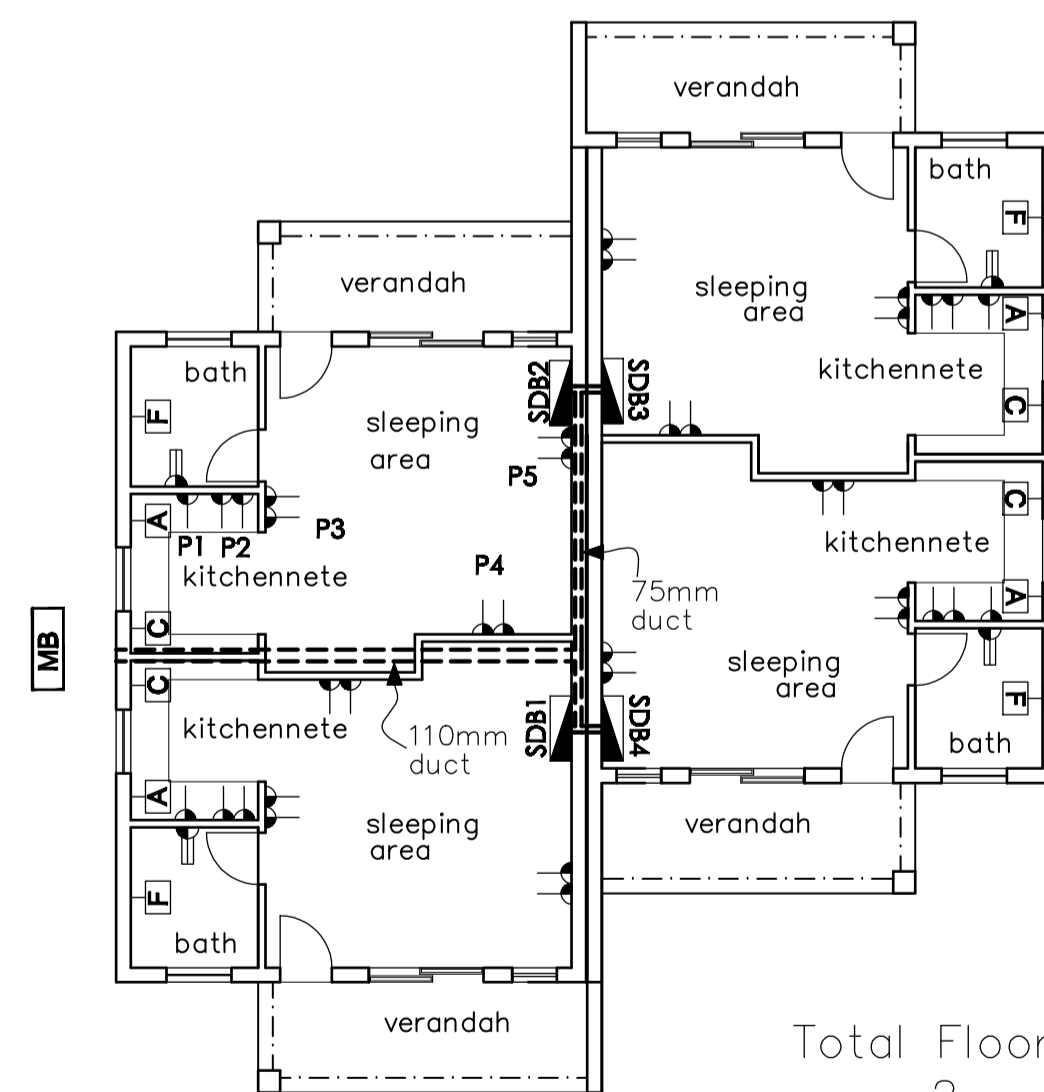 verandah
bath
F
sleeping
area
A
kitchennete
C
verandah
bath
F
sleeping
area
SDB2
SDB3
P5
P3
A
P1
P2
kitchennete
P4
C
C
kitchennete
A
75mm
duct
sleeping
area
F
bath
SDB4
verandah
MB
C
kitchennete
110mm
duct
SDB1
A
sleeping
area
F
bath
verandah
Total Floor